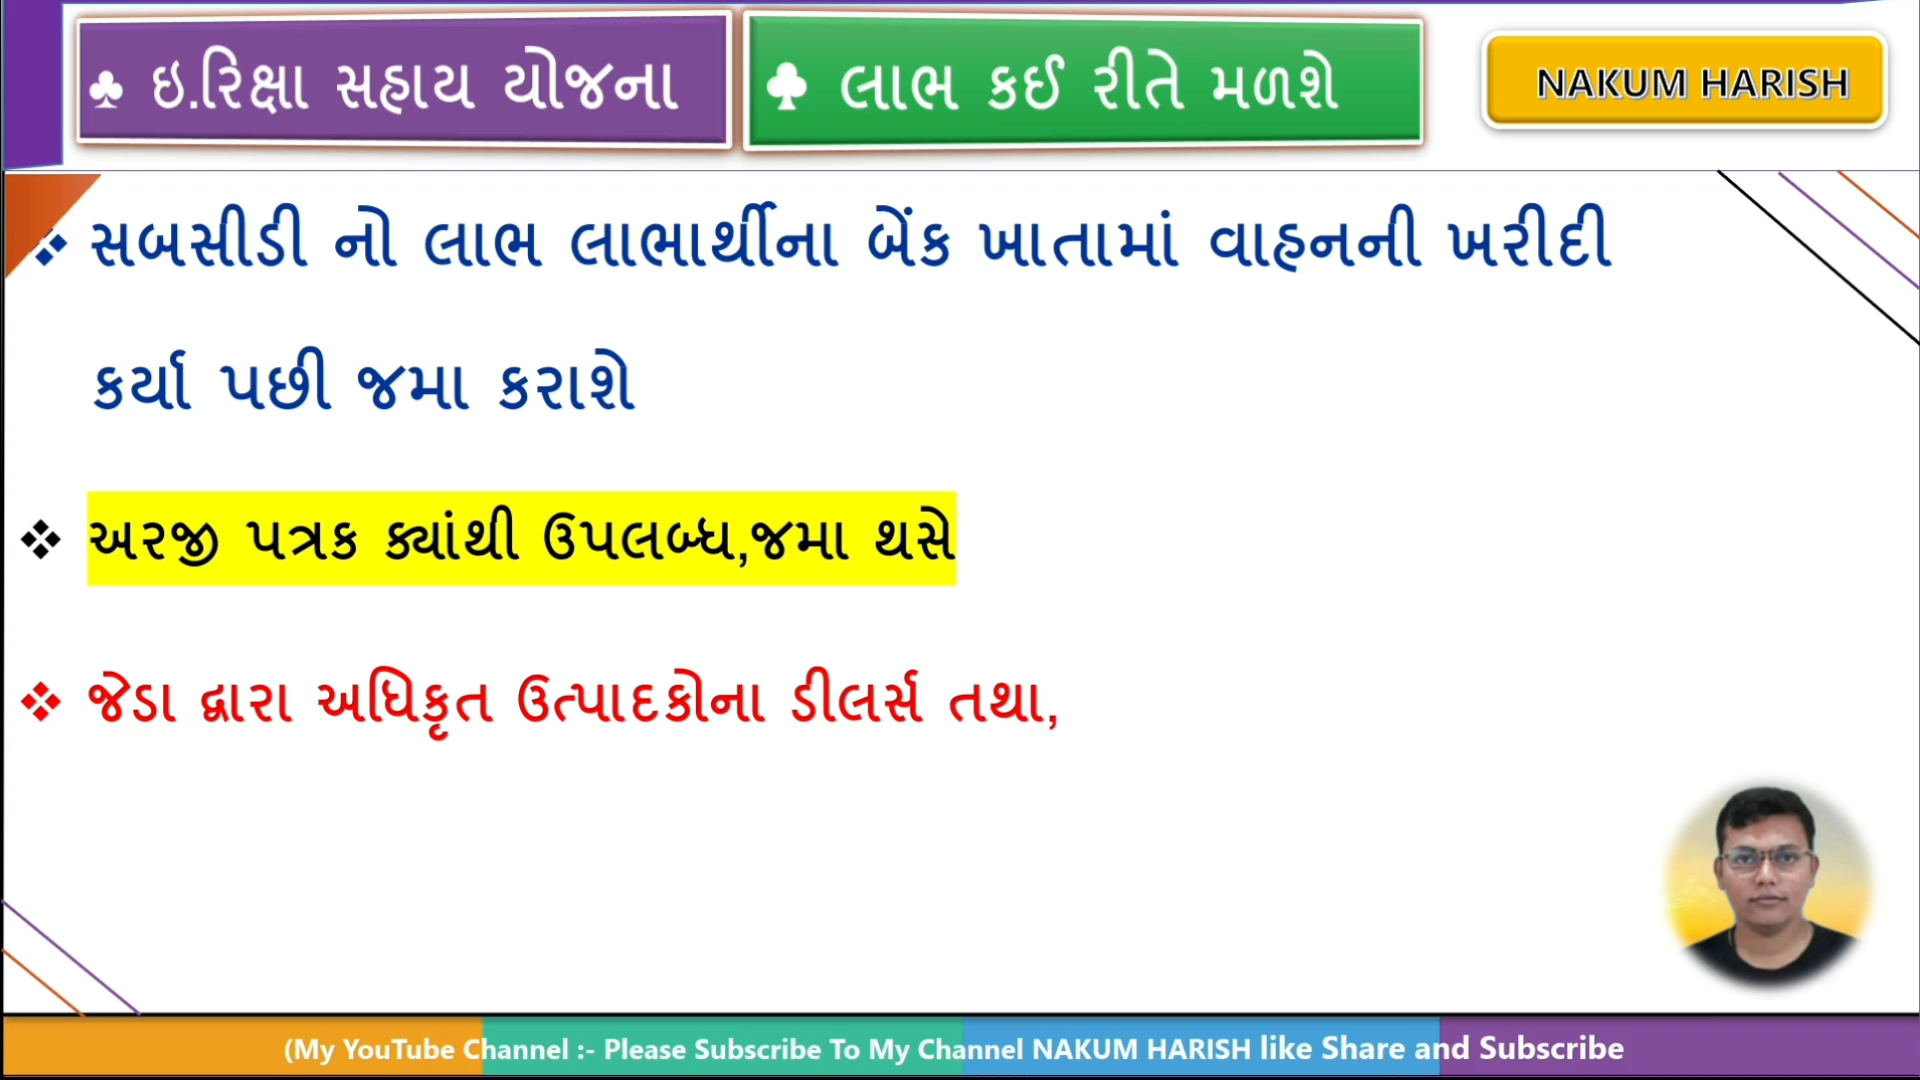 ♣ ઇ.રિક્ષા સહાય યોજના
♣ લાભ કઈ રીતે મળશે
NAKUM HARISH
❖ સબસીડી નો લાભ લાભાર્થીના બેંક ખાતામાં વાહનની ખરીદી
કર્યા પછી જમા કરાશે
❖ અરજી પત્રક ક્યાંથી ઉપલબ્ધ,જમા થસે
❖ જેડા દ્વારા અધિકૃત ઉત્પાદકોના ડીલર્સ તથા,
(My YouTube Channel :- Please Subscribe To My Channel NAKUM HARISH like Share and Subscribe